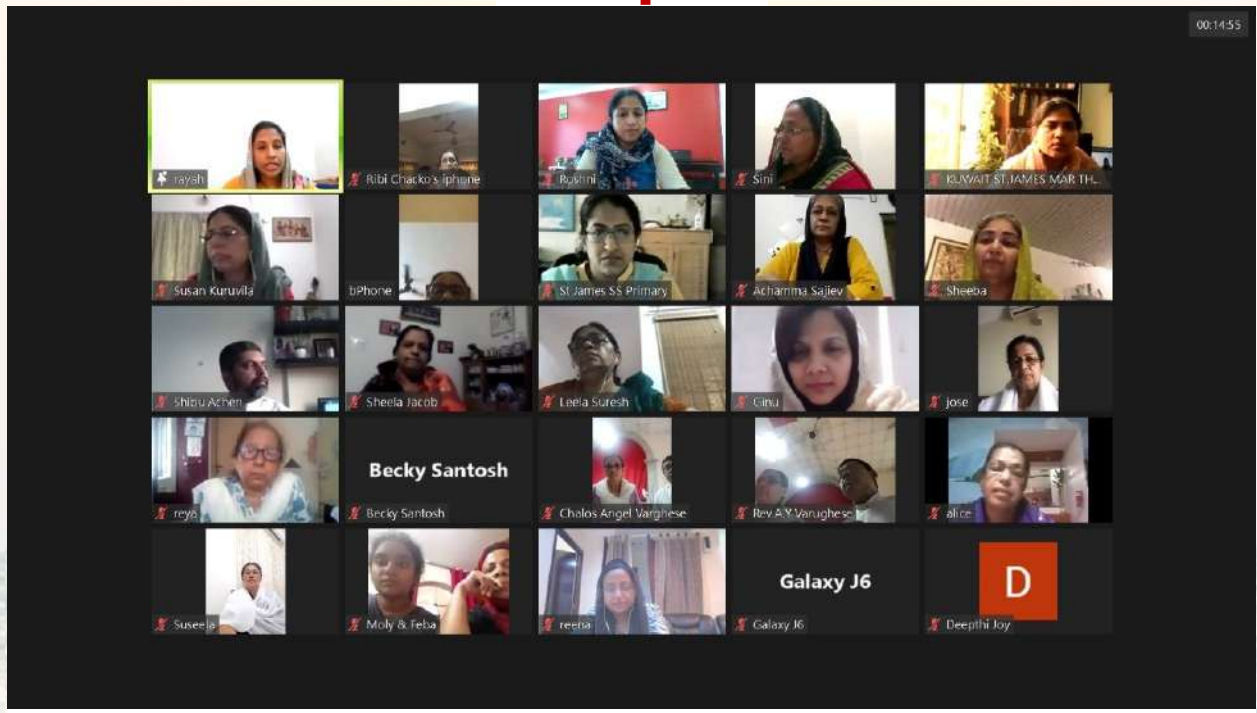 00:14:55
rayah
Ribi Chacko's iphone
Roshni
Sini
KUWAIT ST.JAMES MAR TH...
Susan Kuruvila
bPhone
St James SS Primary
Achamma Sajiev
Sheeba
Shibu Achen
Sheela Jacob
Leela Suresh
Ginu
jose
reya
Becky Santosh
Becky Santosh
Chalos Angel Varghese
Rev A.Y Varughese
alice
Suseela
Moly & Feba
reena
Galaxy J6
Galaxy J6
D
Deepthi Joy